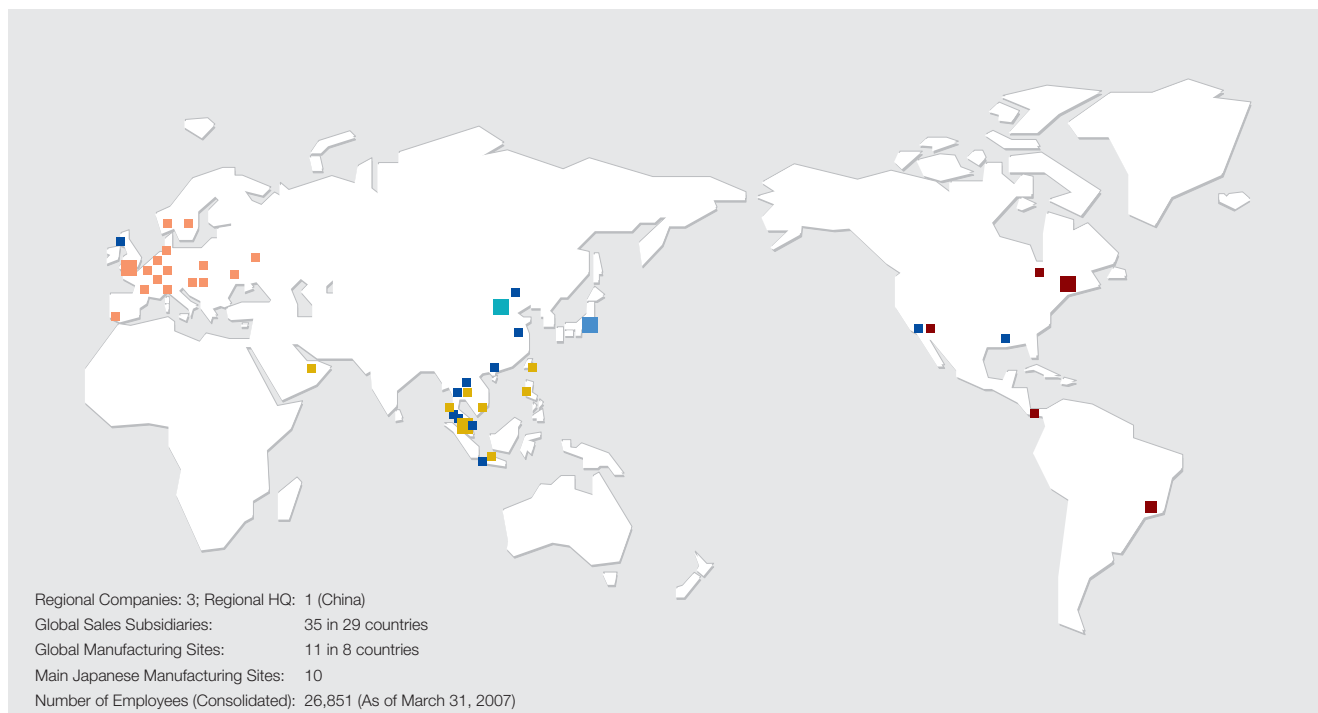 Regional Companies: 3; Regional HQ: 1 (China)
Global Sales Subsidiaries: 35 in 29 countries
Global Manufacturing Sites: 11 in 8 countries
Main Japanese Manufacturing Sites: 10
Number of Employees (Consolidated): 26,851 (As of March 31, 2007)